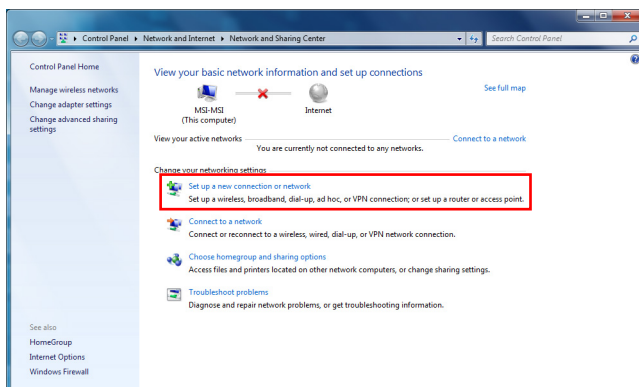 Control Panel ▸ Network and Internet ▸ Network and Sharing Center
Search Control Panel
Control Panel Home
Manage wireless networks
Change adapter settings
Change advanced sharing
settings
View your basic network information and set up connections
See full map
MSI-MSI
(This computer)
Internet
View your active networks
Connect to a network
You are currently not connected to any networks.
Change your networking settings
Set up a new connection or network
Set up a wireless, broadband, dial-up, ad hoc, or VPN connection; or set up a router or access point.
Connect to a network
Connect or reconnect to a wireless, wired, dial-up, or VPN network connection.
Choose homegroup and sharing options
Access files and printers located on other network computers, or change sharing settings.
Troubleshoot problems
Diagnose and repair network problems, or get troubleshooting information.
See also
HomeGroup
Internet Options
Windows Firewall